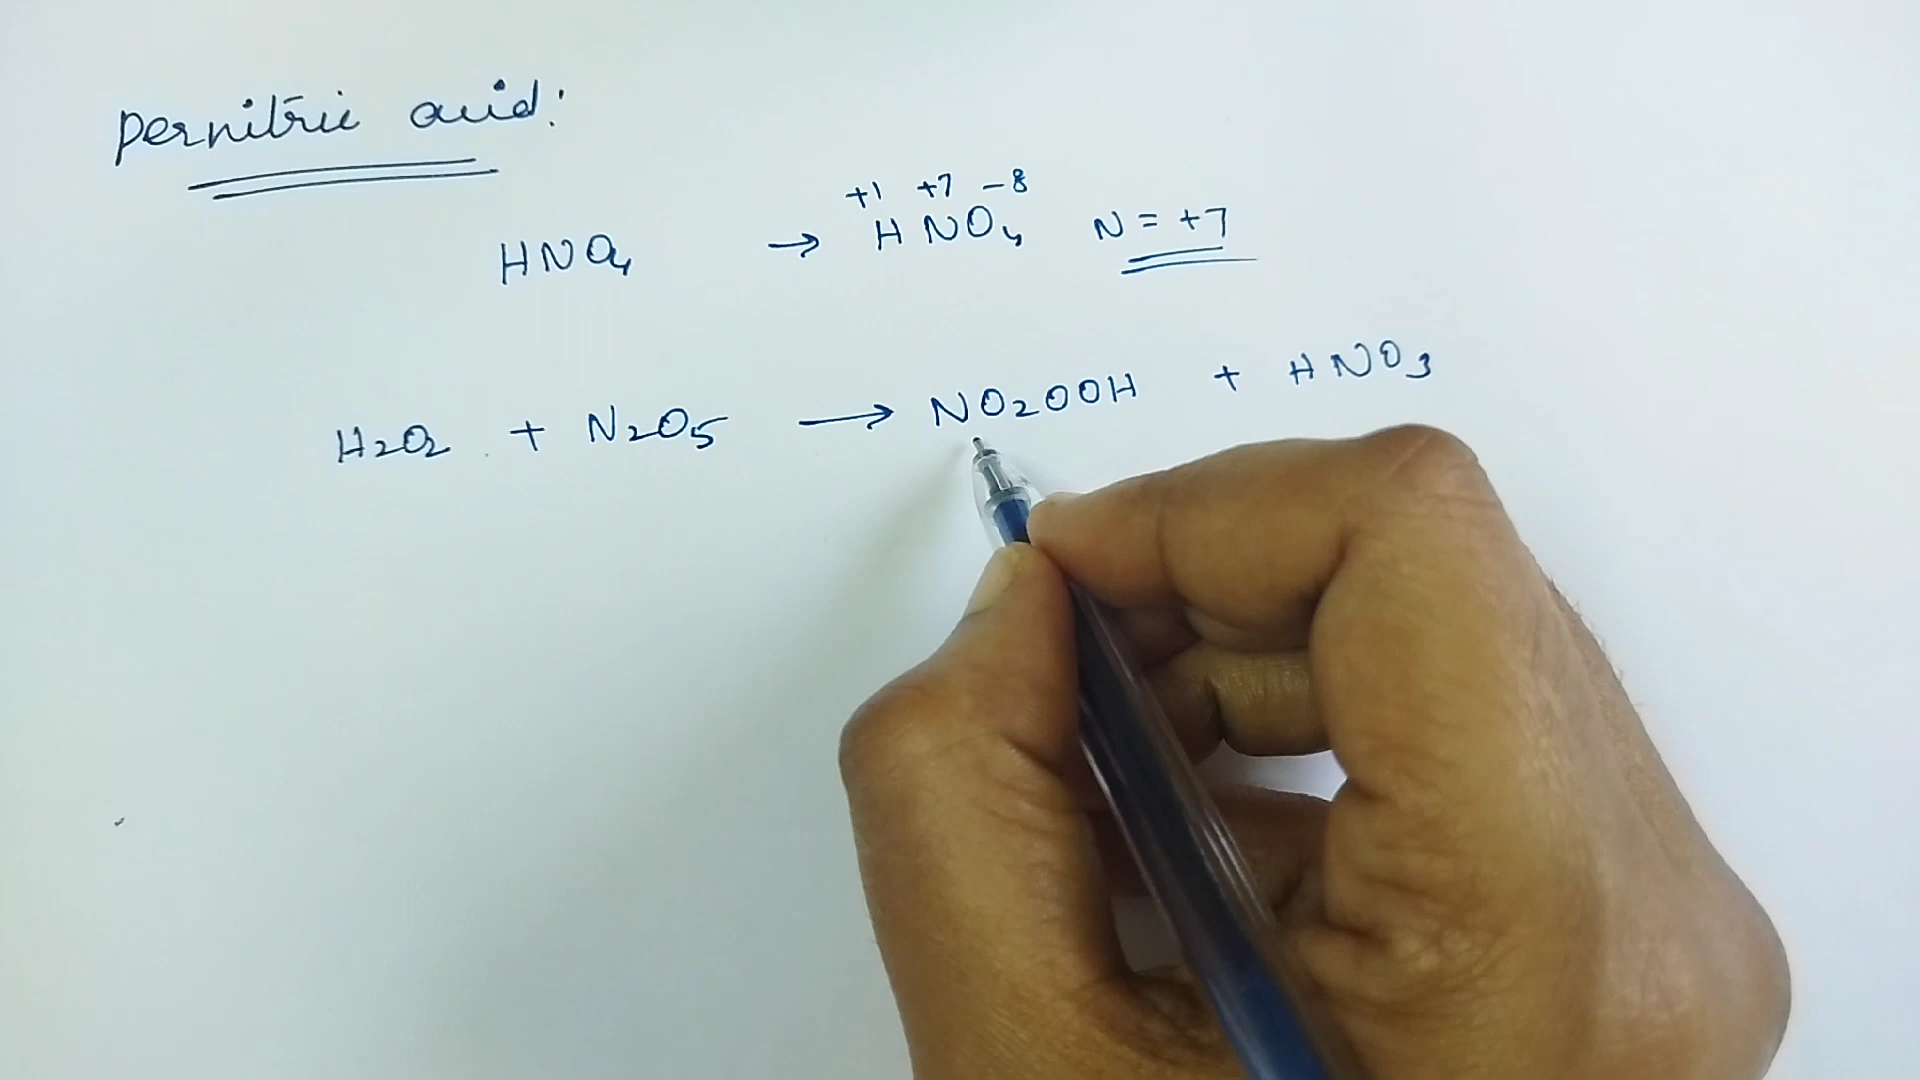 Pernitric acid:
+1 +7 -8
HNO4 → HNO4 N = +7
H2O2 + N2O5 → NO2OOH + HNO3